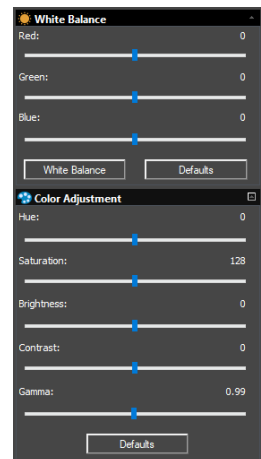 White Balance
Red: 0
Green: 0
Blue: 0
White Balance Defaults
Color Adjustment
Hue: 0
Saturation: 128
Brightness: 0
Contrast: 0
Gamma: 0.99
Defaults